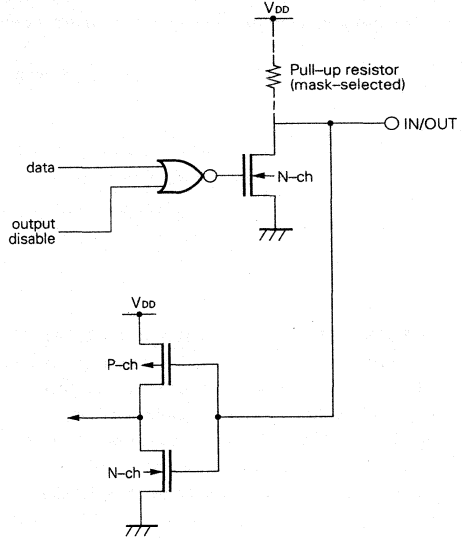 VDD
Pull-up resistor
(mask-selected)
IN/OUT
data
N-ch
output
disable
VDD
P-ch
N-ch